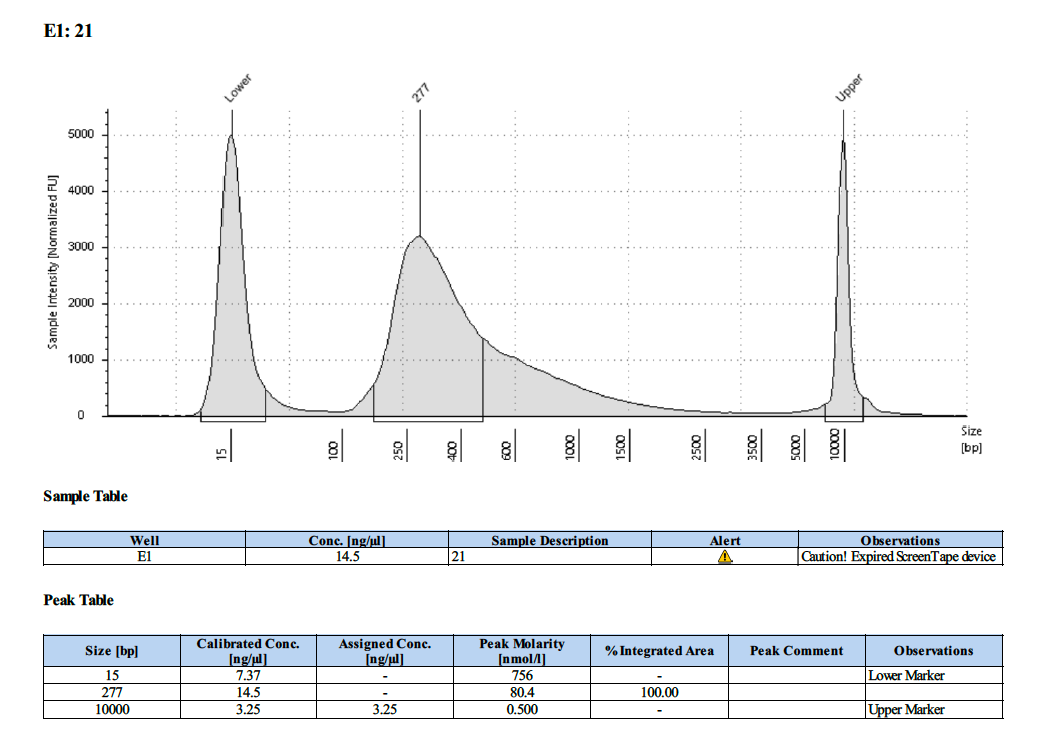 E1: 21
Lower
277
Upper
5000
4000
3000
2000
1000
0
Sample Intensity [Normalized FU]
15
100
250
400
600
1000
1500
2500
3500
5000
10000
Size
[bp]
Sample Table
Well Conc. [ng/µl] Sample Description Alert Observations
E1 14.5 21 Caution! Expired ScreenTape device
Peak Table
Size [bp] Calibrated Conc. [ng/µl] Assigned Conc. [ng/µl] Peak Molarity [nmol/l] % Integrated Area Peak Comment Observations
15 7.37 - 756 - Lower Marker
277 14.5 - 80.4 100.00
10000 3.25 3.25 0.500 - Upper Marker